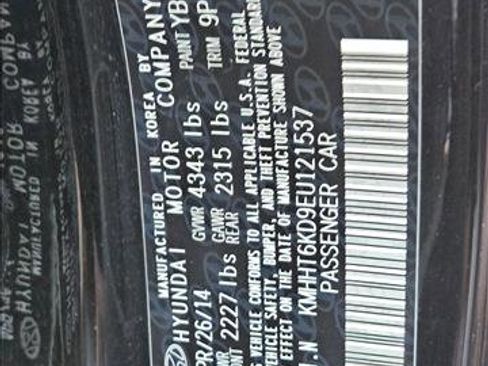 MANUFACTURED IN KOREA BY
HYUNDAI MOTOR COMPANY
APR/26/14 GVWR 4343 lbs PAINT YB
2227 lbs GAWR REAR 2315 lbs TRIM 9P
VEHICLE CONFORMS TO ALL APPLICABLE U.S.A. FEDERAL
VEHICLE SAFETY, BUMPER, AND THEFT PREVENTION STANDARDS
EFFECT ON THE DATE OF MANUFACTURE SHOWN ABOVE
I.N KMHHT6KD9EU121537
PASSENGER CAR